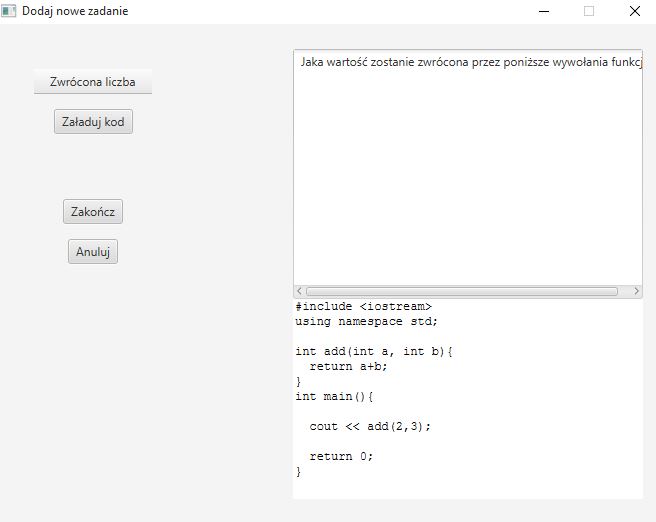 Dodaj nowe zadanie
Zwrócona liczba
Załaduj kod
Zakończ
Anuluj
Jaka wartość zostanie zwrócona przez poniższe wywołania funkcj
#include <iostream>
using namespace std;
int add(int a, int b){
return a+b;
}
int main(){
cout << add(2,3);
return 0;
}